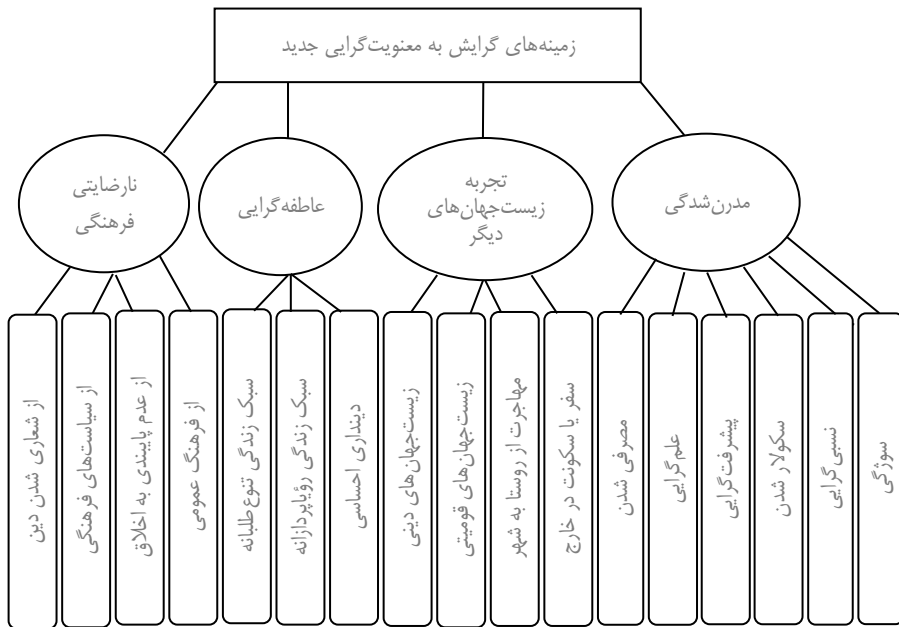 زمینه‌های گرایش به معنویت‌گرایی جدید
مدرن‌شدگی
تجربه
زیست‌جهان‌های
دیگر
عاطفه‌گرایی
نارضایتی
فرهنگی
سوژگی
نسبی‌گرایی
سکولار شدن
پیشرفت‌گرایی
علم‌گرایی
مصرفی شدن
سفر یا سکونت در خارج
مهاجرت از روستا به شهر
زیست‌جهان‌های قومیتی
زیست‌جهان‌های دینی
دینداری احساسی
سبک زندگی رؤیاپردازانه
سبک زندگی تنوع‌طلبانه
از فرهنگ عمومی
از عدم پایبندی به اخلاق
از سیاست‌های فرهنگی
از شعاری شدن دین